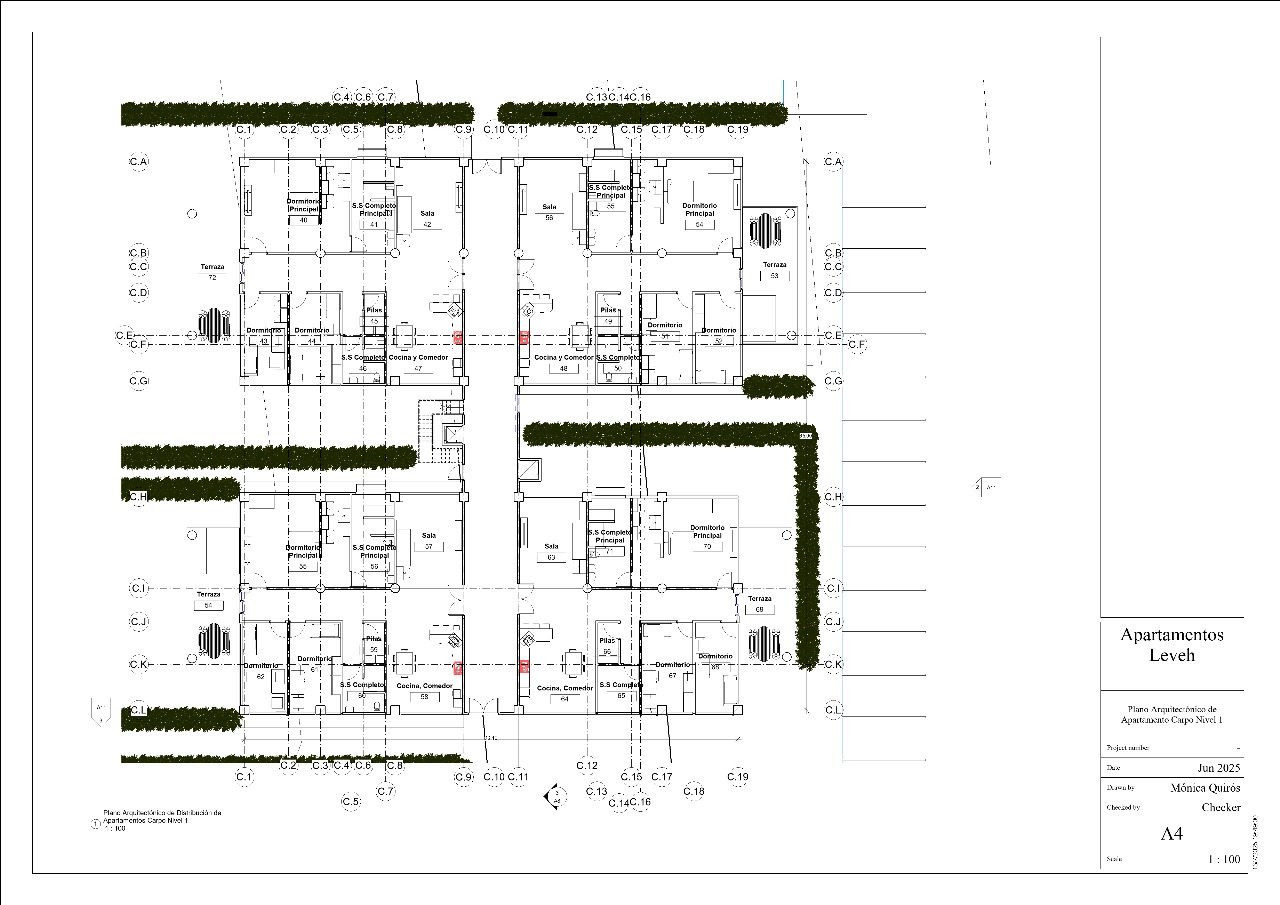 C.4 C.6 C.7
C.13 C.14 C.16
C.1 C.2 C.3 C.5 C.8 C.9 C.10 C.11 C.12 C.15 C.17 C.18 C.19
C.A
C.A
Dormitorio
Principal
40
S.S Completo
Principal
41
Sala
42
Sala
56
S.S Completo
Principal
55
Dormitorio
Principal
54
C.B
C.B
C.C
C.C
Terraza
72
Terraza
53
C.D
C.D
Pilas
45
Pilas
49
Dormitorio
43
Dormitorio
44
Dormitorio
51
Dormitorio
52
C.E
C.E
C.F
C.F
S.S Completo
46
Cocina y Comedor
47
Cocina y Comedor
48
S.S Completo
50
C.G
C.G
C.H
C.H
Dormitorio
Principal
55
S.S Completo
Principal
56
Sala
57
Sala
63
S.S Completo
Principal
71
Dormitorio
Principal
70
C.I
C.I
Terraza
54
Terraza
69
C.J
C.J
Pilas
59
Pilas
66
C.K
C.K
Dormitorio
62
Dormitorio
Dormitorio
67
Dormitorio
68
S.S Completo
60
Cocina, Comedor
58
Cocina, Comedor
64
S.S Completo
65
C.L
C.L
C.1 C.2 C.3 C.4 C.6 C.8 C.9 C.10 C.11 C.12 C.15 C.17 C.19
C.5 C.7 C.13 C.14 C.16 C.18
1
Plano Arquitectónico de Distribución de
Apartamentos Carpo Nivel 1
1 : 100
Apartamentos
Leveh
Plano Arquitectónico de
Apartamento Carpo Nivel 1
Project number -
Date Jun 2025
Drawn by Mónica Quirós
Checked by Checker
A4
Scala 1 : 100